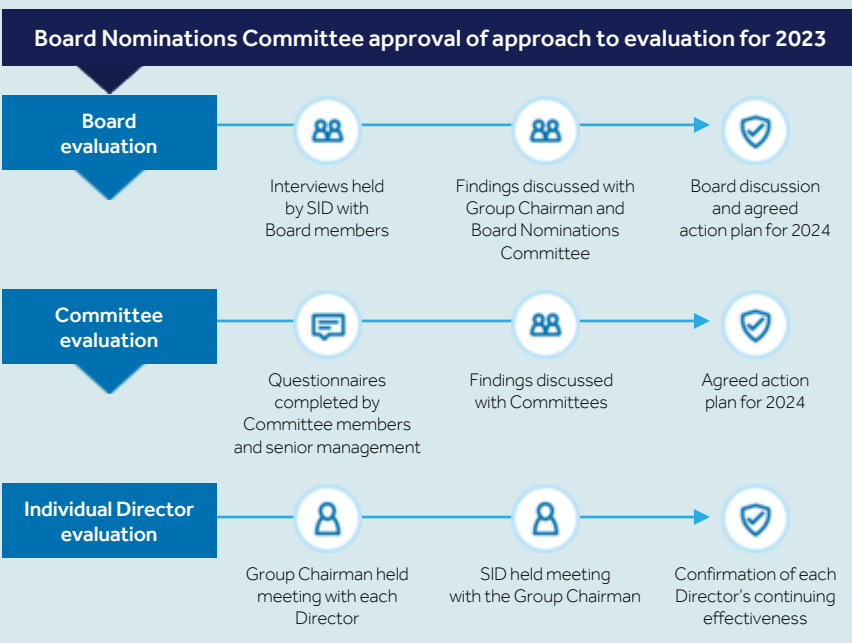 Board Nominations Committee approval of approach to evaluation for 2023
Board
evaluation
Interviews held
by SID with
Board members
Findings discussed with
Group Chairman and
Board Nominations
Committee
Board discussion
and agreed
action plan for 2024
Committee
evaluation
Questionnaires
completed by
Committee members
and senior management
Findings discussed
with Committees
Agreed action
plan for 2024
Individual Director
evaluation
Group Chairman held
meeting with each
Director
SID held meeting
with the Group Chairman
Confirmation of each
Director's continuing
effectiveness